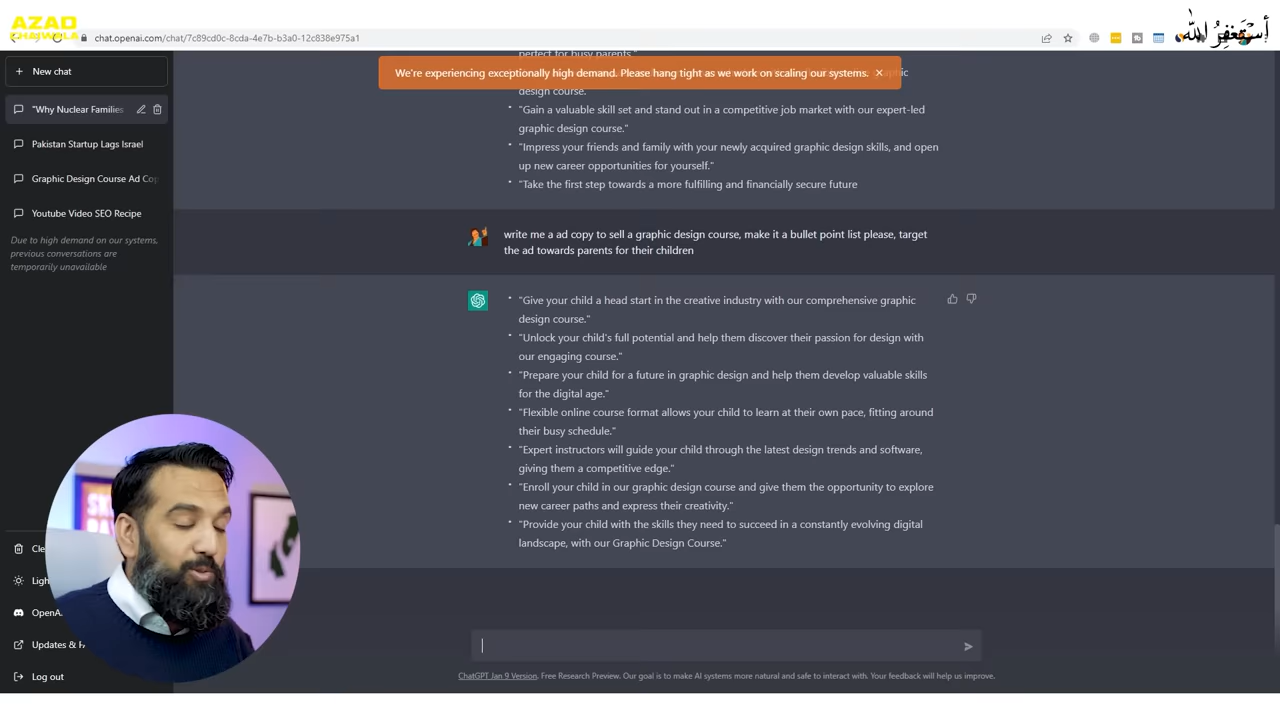 AZAD
CHAIWALA
chat.openai.com/chat/7c89cd0c-8cda-4e7b-b3a0-12c838e975a1
أستغفر الله
New chat
"Why Nuclear Families
Pakistan Startup Lags Israel
Graphic Design Course Ad Cop
Youtube Video SEO Recipe
Due to high demand on our systems,
previous conversations are
temporarily unavailable
perfect for busy parents."
We're experiencing exceptionally high demand. Please hang tight as we work on scaling our systems.
design course."
"Gain a valuable skill set and stand out in a competitive job market with our expert-led
graphic design course."
"Impress your friends and family with your newly acquired graphic design skills, and open
up new career opportunities for yourself."
"Take the first step towards a more fulfilling and financially secure future
write me a ad copy to sell a graphic design course, make it a bullet point list please, target
the ad towards parents for their children
"Give your child a head start in the creative industry with our comprehensive graphic
design course."
"Unlock your child's full potential and help them discover their passion for design with
our engaging course."
"Prepare your child for a future in graphic design and help them develop valuable skills
for the digital age."
"Flexible online course format allows your child to learn at their own pace, fitting around
their busy schedule."
"Expert instructors will guide your child through the latest design trends and software,
giving them a competitive edge."
"Enroll your child in our graphic design course and give them the opportunity to explore
new career paths and express their creativity."
"Provide your child with the skills they need to succeed in a constantly evolving digital
landscape, with our Graphic Design Course."
Cle
Ligh
OpenA
Updates & F
Log out
ChatGPT Jan 9 Version. Free Research Preview. Our goal is to make AI systems more natural and safe to interact with. Your feedback will help us improve.